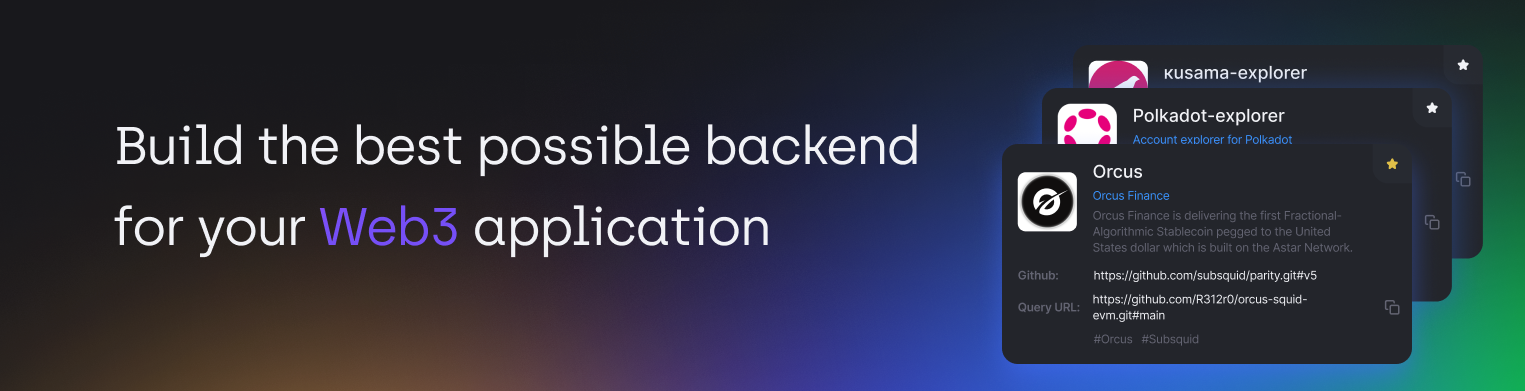 Build the best possible backend
for your Web3 application
Kusama-explorer
Polkadot-explorer
Account explorer for Polkadot
Orcus
Orcus Finance
Orcus Finance is delivering the first Fractional-
Algorithmic Stablecoin pegged to the United
States dollar which is built on the Astar Network.
Github: https://github.com/subsquid/parity.git#v5
Query URL: https://github.com/R312r0/orcus-squid-
evm.git#main
#Orcus #Subsquid